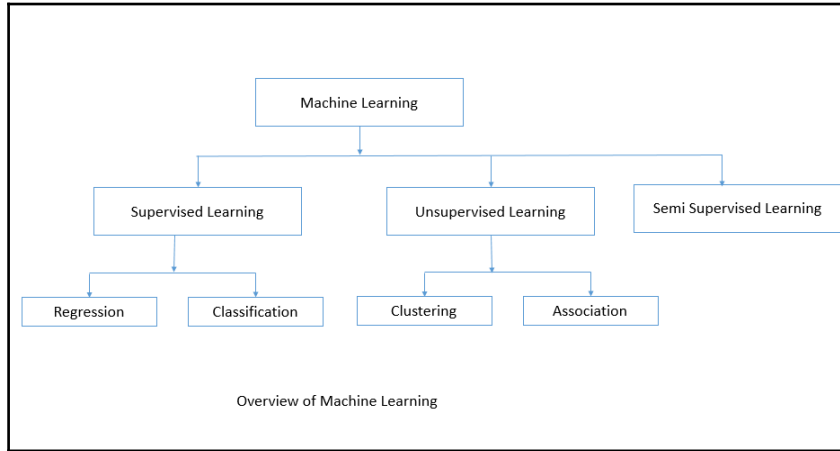 Machine Learning
Supervised Learning
Unsupervised Learning
Semi Supervised Learning
Regression
Classification
Clustering
Association
Overview of Machine Learning